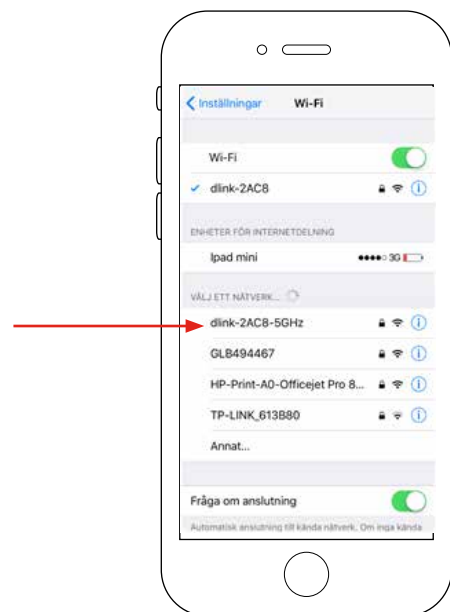 Inställningar Wi-Fi
Wi-Fi
dlink-2AC8
ENHETER FÖR INTERNETDELNING
Ipad mini 3G
VÄLJ ETT NÄTVERK...
dlink-2AC8-5GHz
GLB494467
HP-Print-A0-Officejet Pro 8...
TP-LINK_613B80
Annat...
Fråga om anslutning
Automatisk anslutning till kända nätverk. Om inga kända